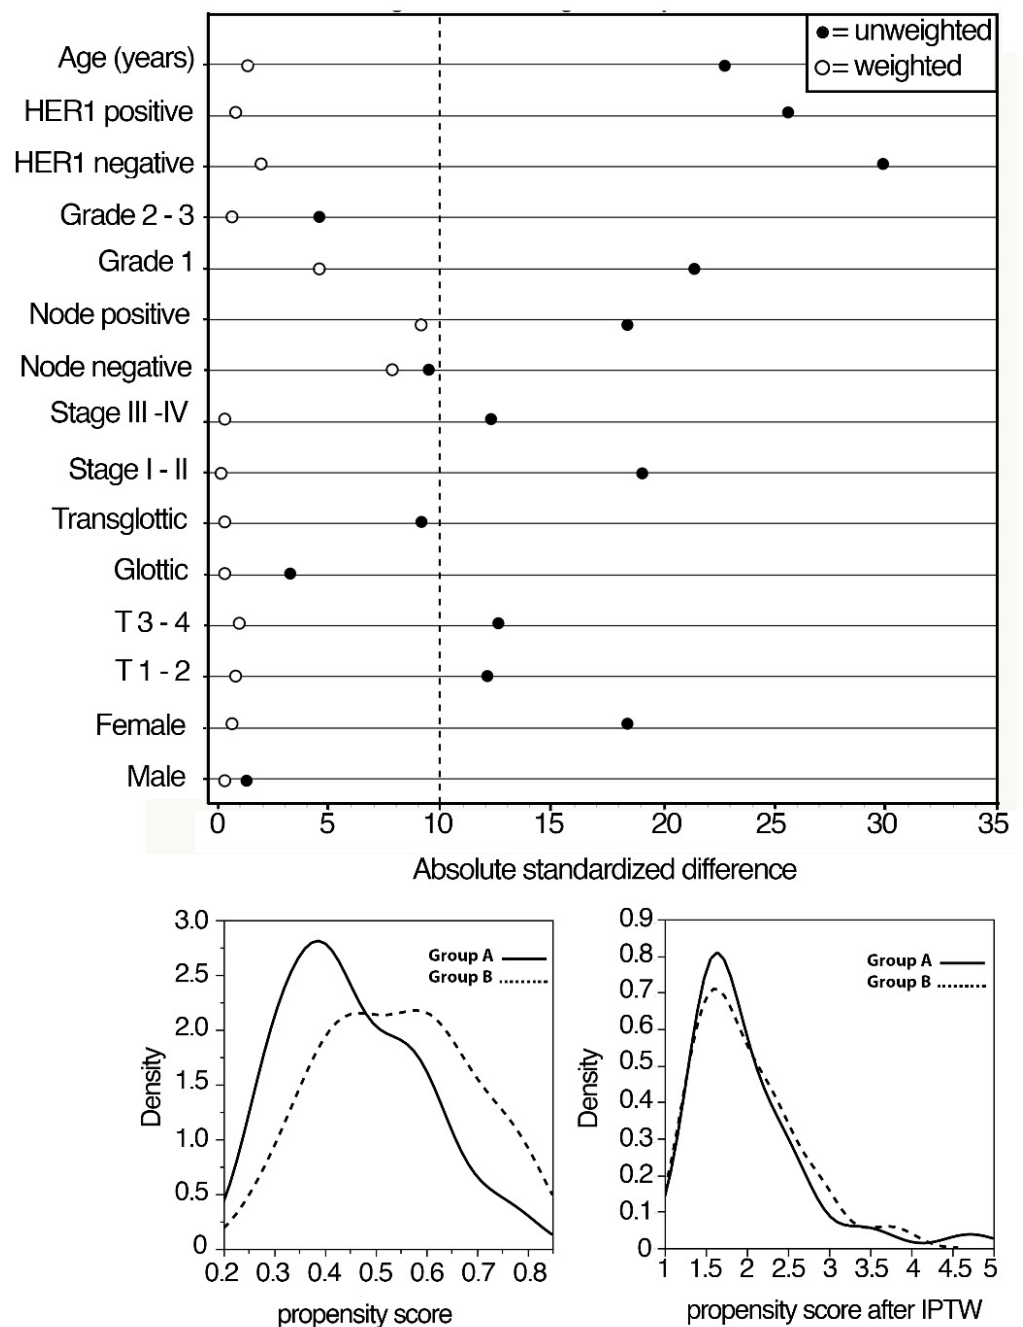 ● = unweighted
○ = weighted
Age (years)
HER1 positive
HER1 negative
Grade 2 - 3
Grade 1
Node positive
Node negative
Stage III -IV
Stage I - II
Transglottic
Glottic
T 3 - 4
T 1 - 2
Female
Male
0 5 10 15 20 25 30 35
Absolute standardized difference
3.0
2.5
2.0
1.5
1.0
0.5
0
Density
Group A
Group B
0.2 0.3 0.4 0.5 0.6 0.7 0.8
propensity score
0.9
0.8
0.7
0.6
0.5
0.4
0.3
0.2
0.1
0
Density
Group A
Group B
1 1.5 2 2.5 3 3.5 4 4.5 5
propensity score after IPTW